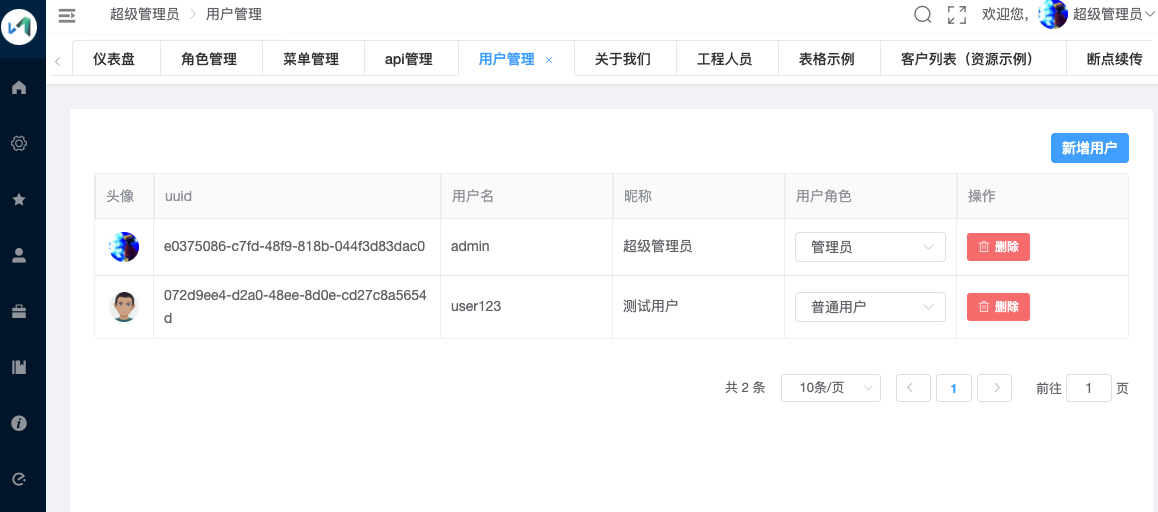 超级管理员 > 用户管理 欢迎您, 超级管理员
仪表盘 角色管理 菜单管理 api管理 用户管理 × 关于我们 工程人员 表格示例 客户列表（资源示例） 断点续传
新增用户
头像 uuid 用户名 昵称 用户角色 操作
e0375086-c7fd-48f9-818b-044f3d83dac0 admin 超级管理员 管理员 删除
072d9ee4-d2a0-48ee-8d0e-cd27c8a5654
d
user123 测试用户 普通用户 删除
共 2 条 10条/页 < 1 > 前往 1 页